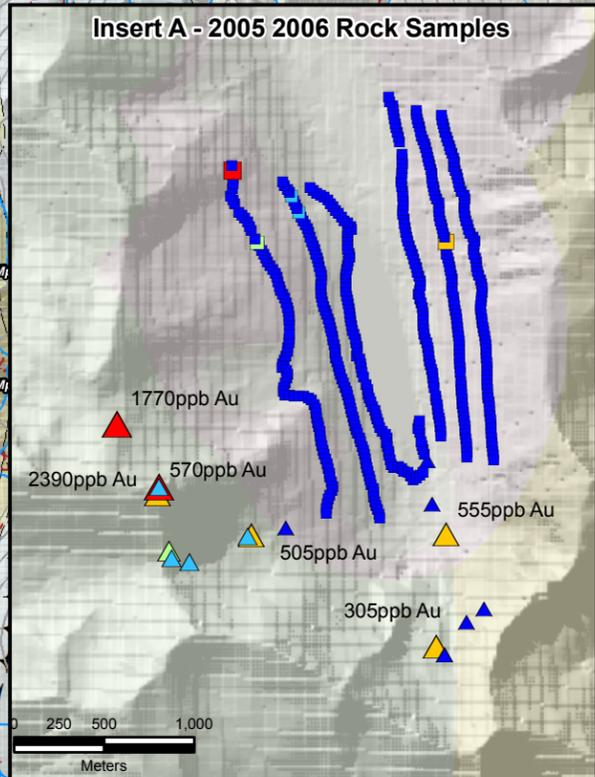 Insert A - 2005 2006 Rock Samples
1770ppb Au
2390ppb Au
570ppb Au
505ppb Au
555ppb Au
305ppb Au
0 250 500 1,000
Meters